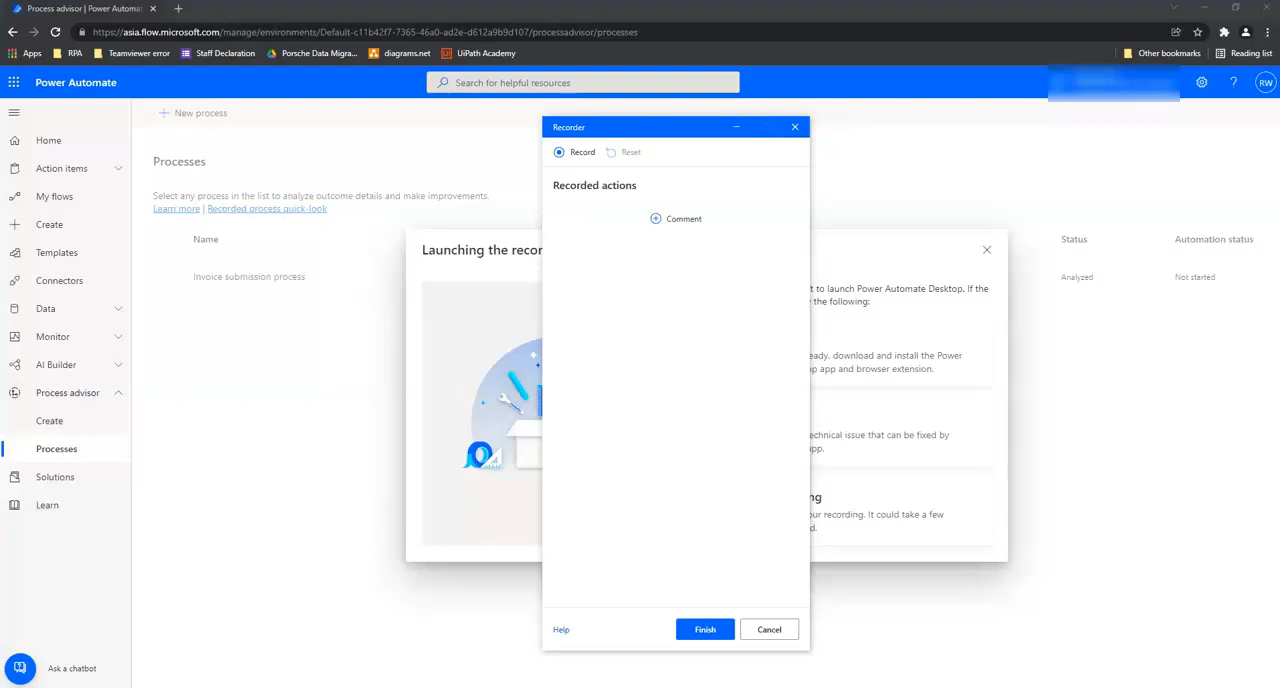 Process advisor | Power Automat
https://asia.flow.microsoft.com/manage/environments/Default-c11b42f7-7365-46a0-ad2e-d612a9b9d107/processadvisor/processes
Apps RPA Teamviewer error Staff Declaration Porsche Data Migra... diagrams.net UiPath Academy Other bookmarks Reading list
Power Automate
Search for helpful resources
RW
New process
Home
Action items
My flows
Create
Templates
Connectors
Data
Monitor
AI Builder
Process advisor
Create
Processes
Solutions
Learn
Ask a chatbot
Processes
Select any process in the list to analyze outcome details and make improvements.
Learn more | Recorded process quick-look
Name Status Automation status
Invoice submission process Analyzed Not started
Launching the recor
t to launch Power Automate Desktop. If the
y the following:
eady, download and install the Power
op app and browser extension.
echnical issue that can be fixed by
pp.
ng
our recording. It could take a few
d.
Recorder
Record Reset
Recorded actions
Comment
Help Finish Cancel